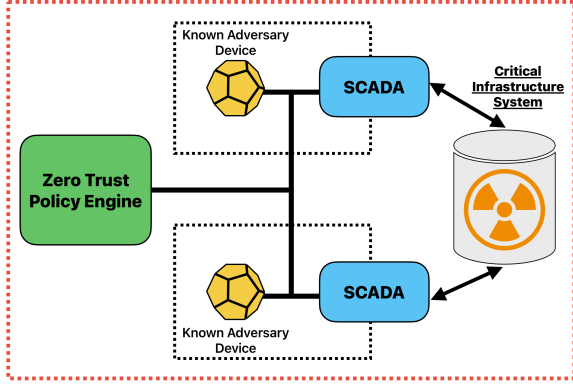 Known Adversary
Device
SCADA
Critical
Infrastructure
System
Zero Trust
Policy Engine
SCADA
Known Adversary
Device